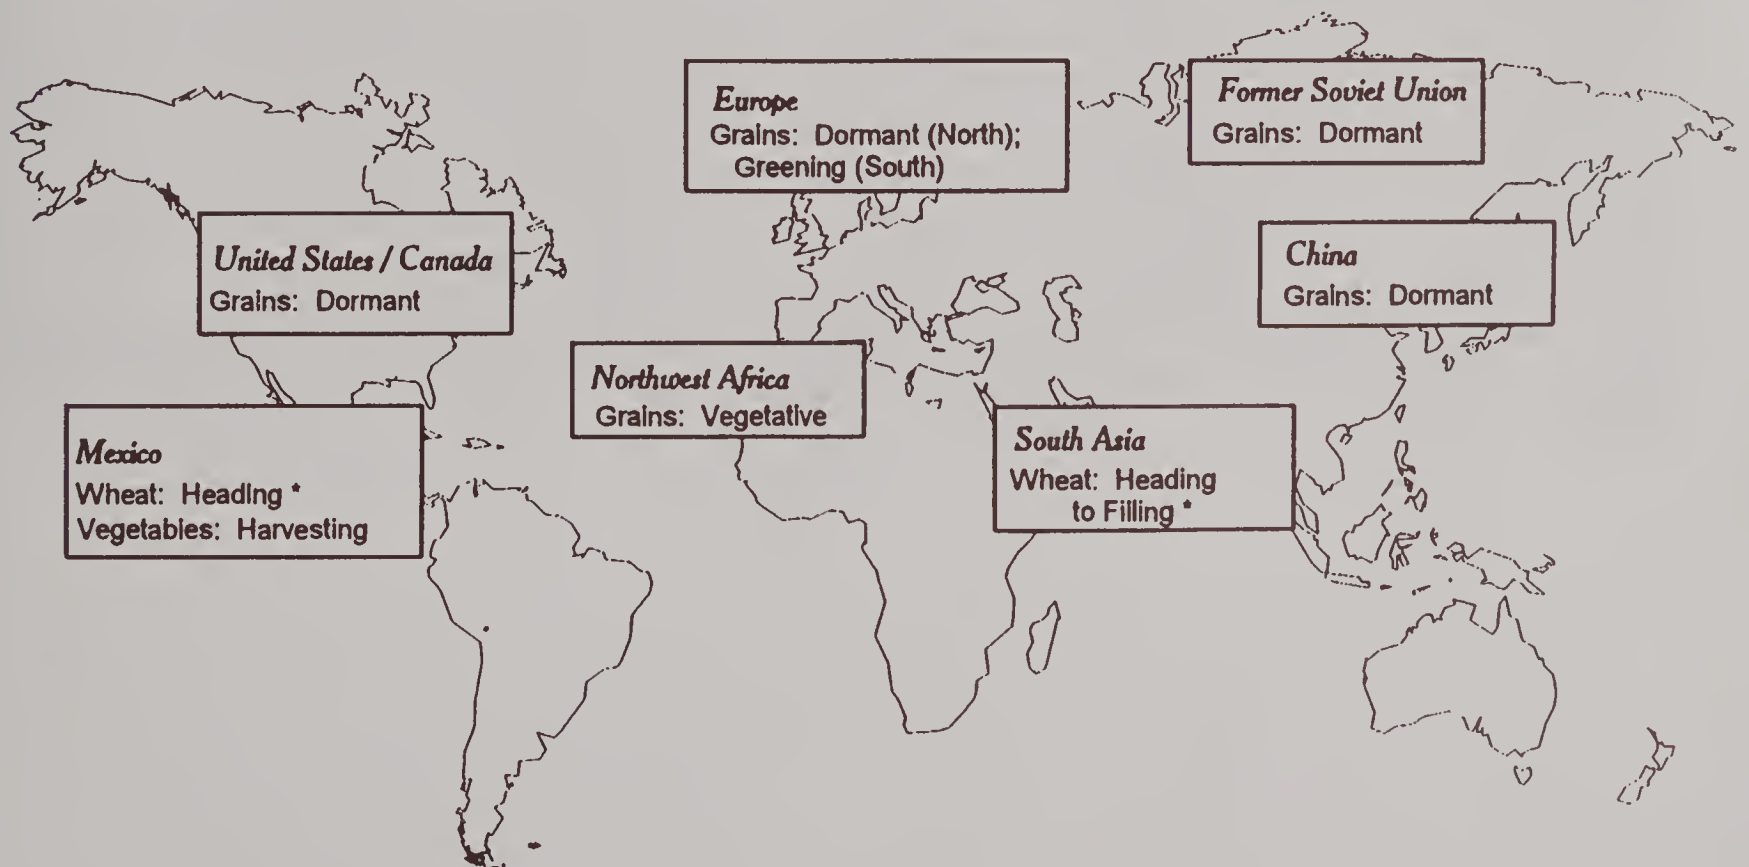 Europe
Grains: Dormant (North);
Greening (South)
Former Soviet Union
Grains: Dormant
United States / Canada
Grains: Dormant
China
Grains: Dormant
Northwest Africa
Grains: Vegetative
Mexico
Wheat: Heading *
Vegetables: Harvesting
South Asia
Wheat: Heading
to Filling *